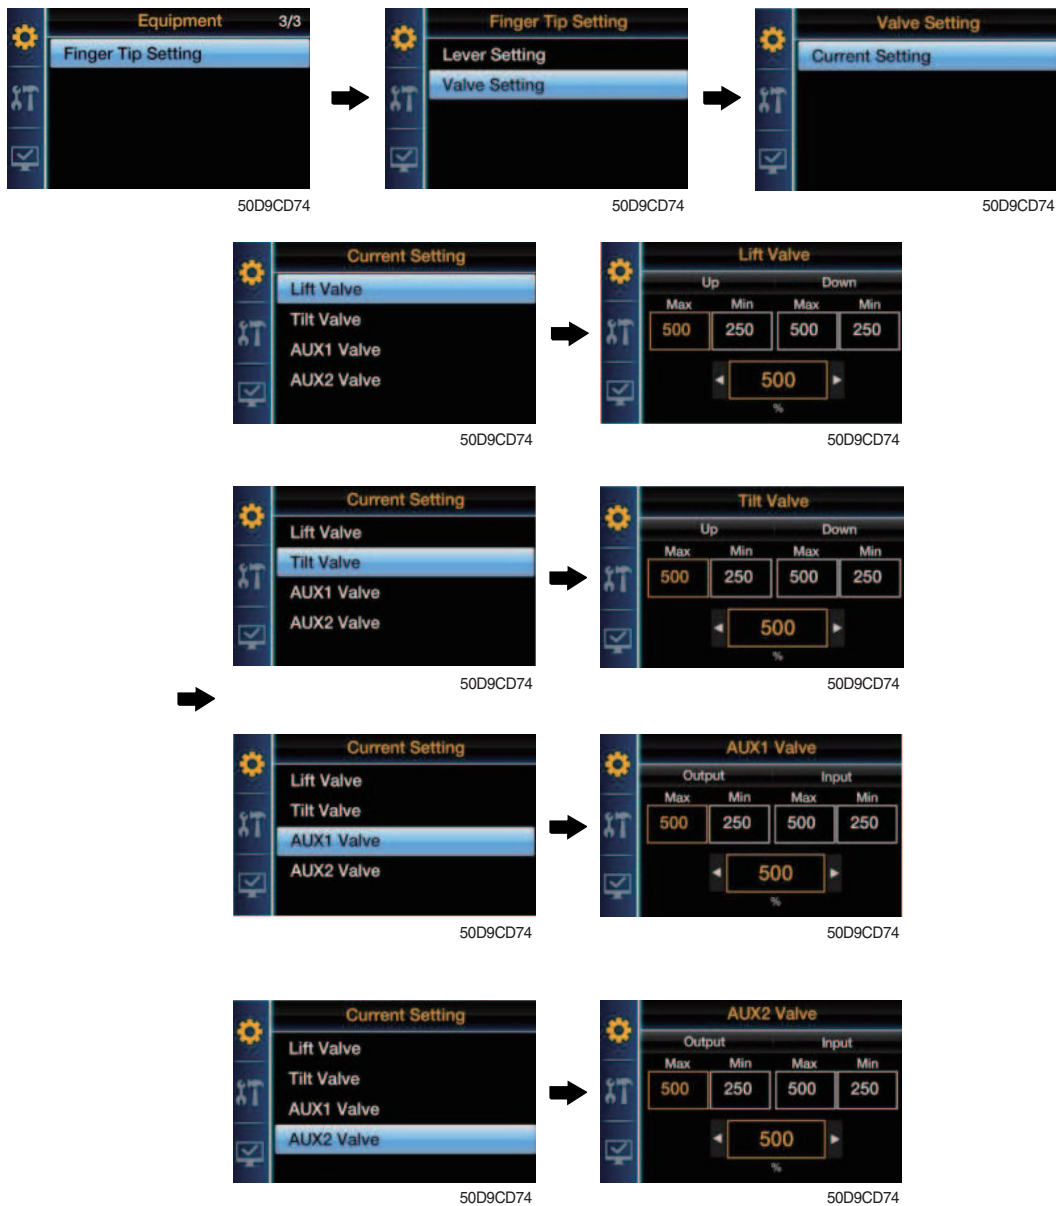 Equipment 3/3
Finger Tip Setting
50D9CD74
Finger Tip Setting
Lever Setting
Valve Setting
50D9CD74
Valve Setting
Current Setting
50D9CD74
Current Setting
Lift Valve
Tilt Valve
AUX1 Valve
AUX2 Valve
50D9CD74
Lift Valve
Up Down
Max Min Max Min
500 250 500 250
500
%
50D9CD74
Current Setting
Lift Valve
Tilt Valve
AUX1 Valve
AUX2 Valve
50D9CD74
Tilt Valve
Up Down
Max Min Max Min
500 250 500 250
500
%
50D9CD74
Current Setting
Lift Valve
Tilt Valve
AUX1 Valve
AUX2 Valve
50D9CD74
AUX1 Valve
Output Input
Max Min Max Min
500 250 500 250
500
%
50D9CD74
Current Setting
Lift Valve
Tilt Valve
AUX1 Valve
AUX2 Valve
50D9CD74
AUX2 Valve
Output Input
Max Min Max Min
500 250 500 250
500
%
50D9CD74